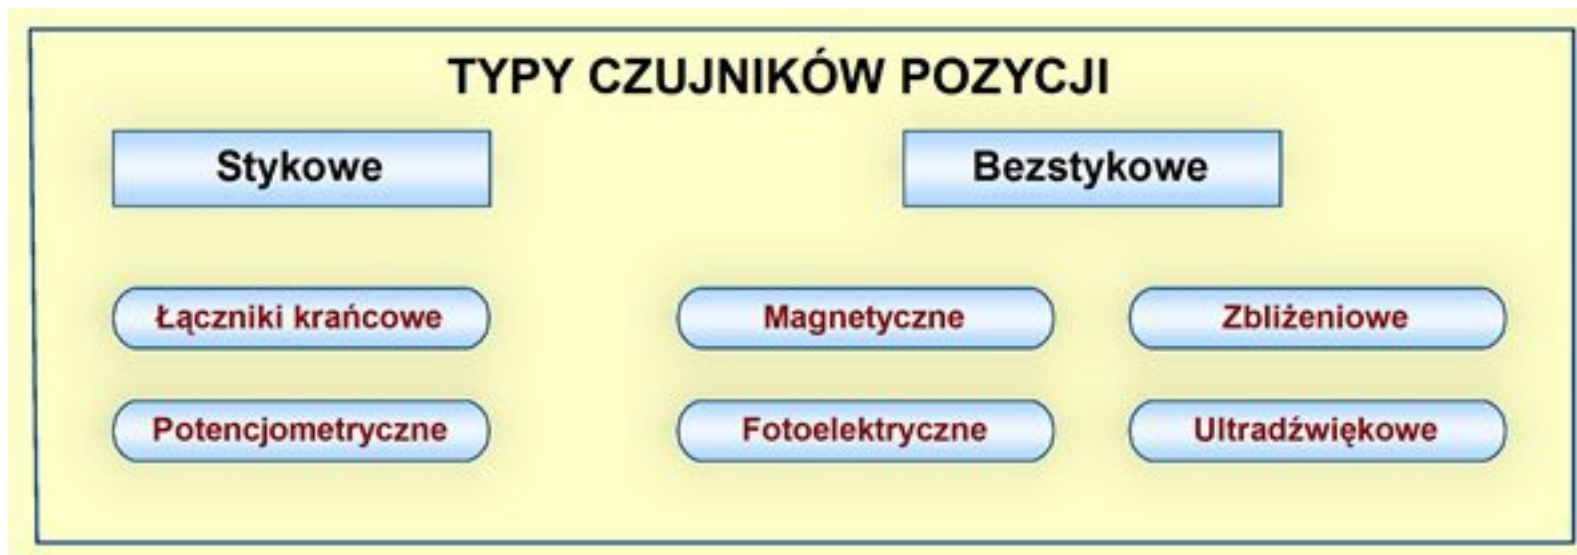 TYPY CZUJNIKÓW POZYCJI
Stykowe
Bezstykowe
Łączniki krańcowe
Magnetyczne
Zbliżeniowe
Potencjometryczne
Fotoelektryczne
Ultradźwiękowe